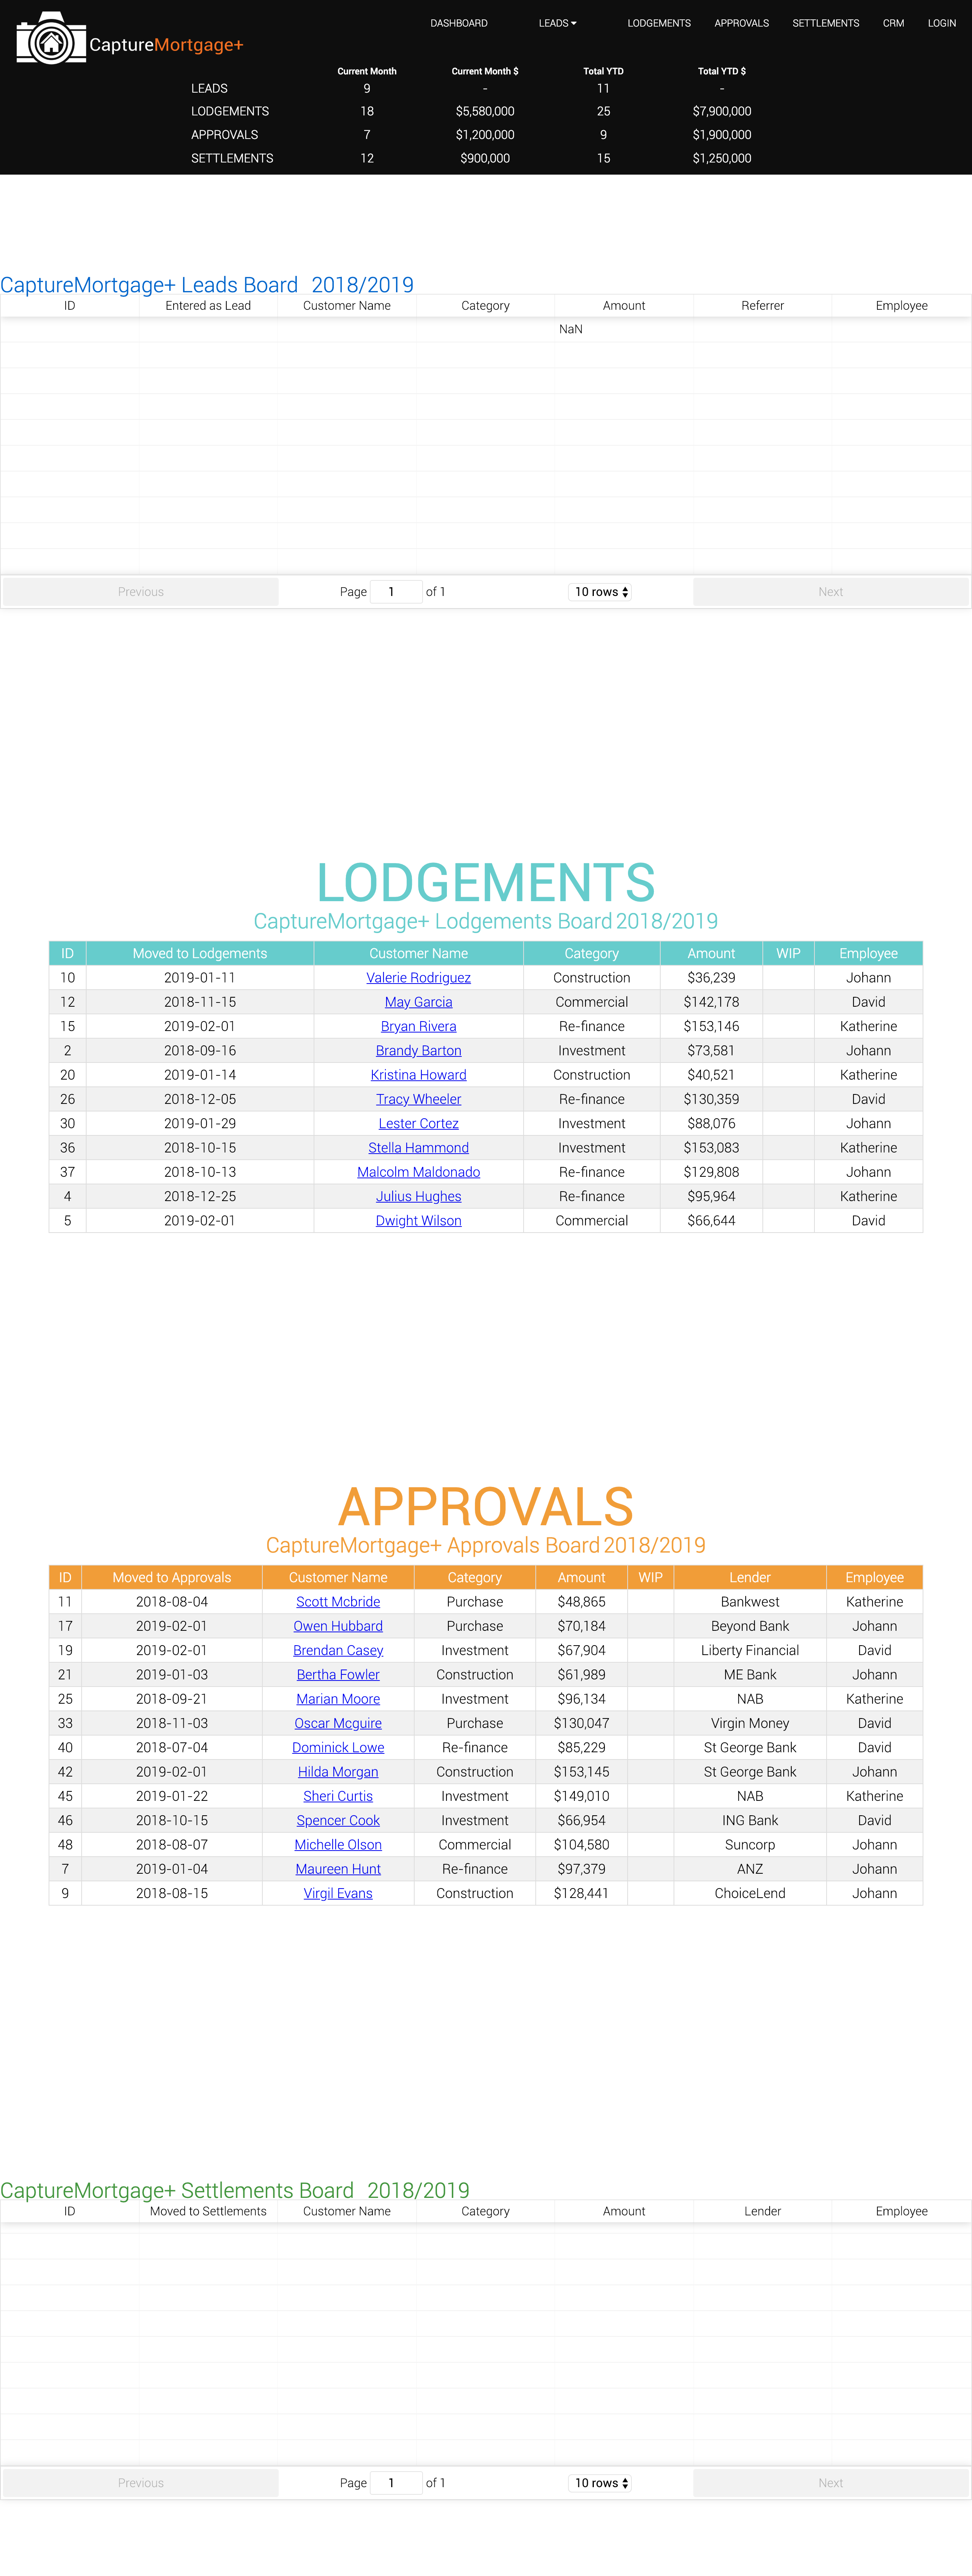 DASHBOARD LEADS LODGEMENTS APPROVALS SETTLEMENTS CRM LOGIN
CaptureMortgage+
Current Month Current Month $ Total YTD Total YTD $
LEADS 9 - 11 -
LODGEMENTS 18 $5,580,000 25 $7,900,000
APPROVALS 7 $1,200,000 9 $1,900,000
SETTLEMENTS 12 $900,000 15 $1,250,000
CaptureMortgage+ Leads Board 2018/2019
ID Entered as Lead Customer Name Category Amount Referrer Employee
NaN
Previous Page 1 of 1 10 rows Next
LODGEMENTS
CaptureMortgage+ Lodgements Board 2018/2019
ID Moved to Lodgements Customer Name Category Amount WIP Employee
10 2019-01-11 Valerie Rodriguez Construction $36,239 Johann
12 2018-11-15 May Garcia Commercial $142,178 David
15 2019-02-01 Bryan Rivera Re-finance $153,146 Katherine
2 2018-09-16 Brandy Barton Investment $73,581 Johann
20 2019-01-14 Kristina Howard Construction $40,521 Katherine
26 2018-12-05 Tracy Wheeler Re-finance $130,359 David
30 2019-01-29 Lester Cortez Investment $88,076 Johann
36 2018-10-15 Stella Hammond Investment $153,083 Katherine
37 2018-10-13 Malcolm Maldonado Re-finance $129,808 Johann
4 2018-12-25 Julius Hughes Re-finance $95,964 Katherine
5 2019-02-01 Dwight Wilson Commercial $66,644 David
APPROVALS
CaptureMortgage+ Approvals Board 2018/2019
ID Moved to Approvals Customer Name Category Amount WIP Lender Employee
11 2018-08-04 Scott Mcbride Purchase $48,865 Bankwest Katherine
17 2019-02-01 Owen Hubbard Purchase $70,184 Beyond Bank Johann
19 2019-02-01 Brendan Casey Investment $67,904 Liberty Financial David
21 2019-01-03 Bertha Fowler Construction $61,989 ME Bank Johann
25 2018-09-21 Marian Moore Investment $96,134 NAB Katherine
33 2018-11-03 Oscar Mcguire Purchase $130,047 Virgin Money David
40 2018-07-04 Dominick Lowe Re-finance $85,229 St George Bank David
42 2019-02-01 Hilda Morgan Construction $153,145 St George Bank Johann
45 2019-01-22 Sheri Curtis Investment $149,010 NAB Katherine
46 2018-10-15 Spencer Cook Investment $66,954 ING Bank David
48 2018-08-07 Michelle Olson Commercial $104,580 Suncorp Johann
7 2019-01-04 Maureen Hunt Re-finance $97,379 ANZ Johann
9 2018-08-15 Virgil Evans Construction $128,441 ChoiceLend Johann
CaptureMortgage+ Settlements Board 2018/2019
ID Moved to Settlements Customer Name Category Amount Lender Employee
Previous Page 1 of 1 10 rows Next